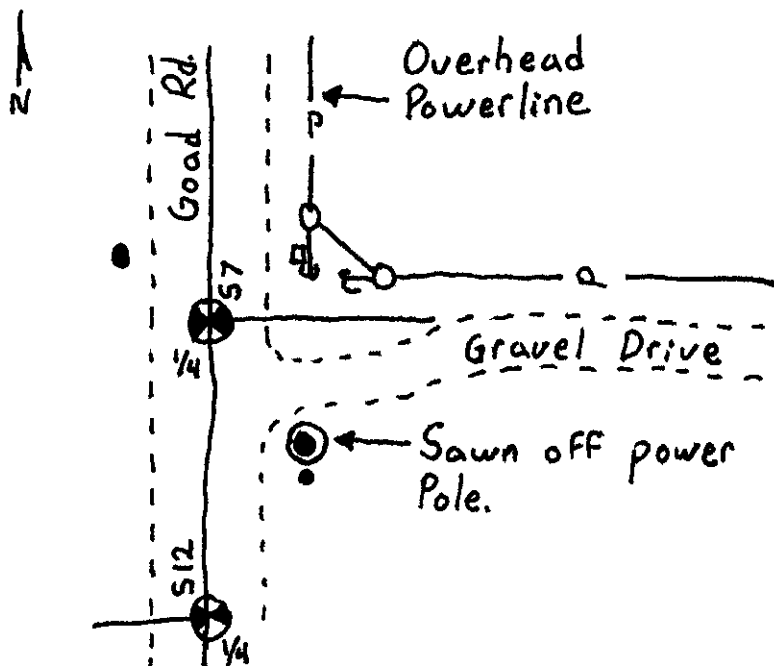 Overhead
Powerline
Goad Rd.
N
P
S7
1/4
P
Gravel Drive
Sawn off power
Pole.
S12
1/4